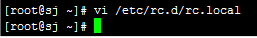 [root@sj ~]# vi /etc/rc.d/rc.local
[root@sj ~]#